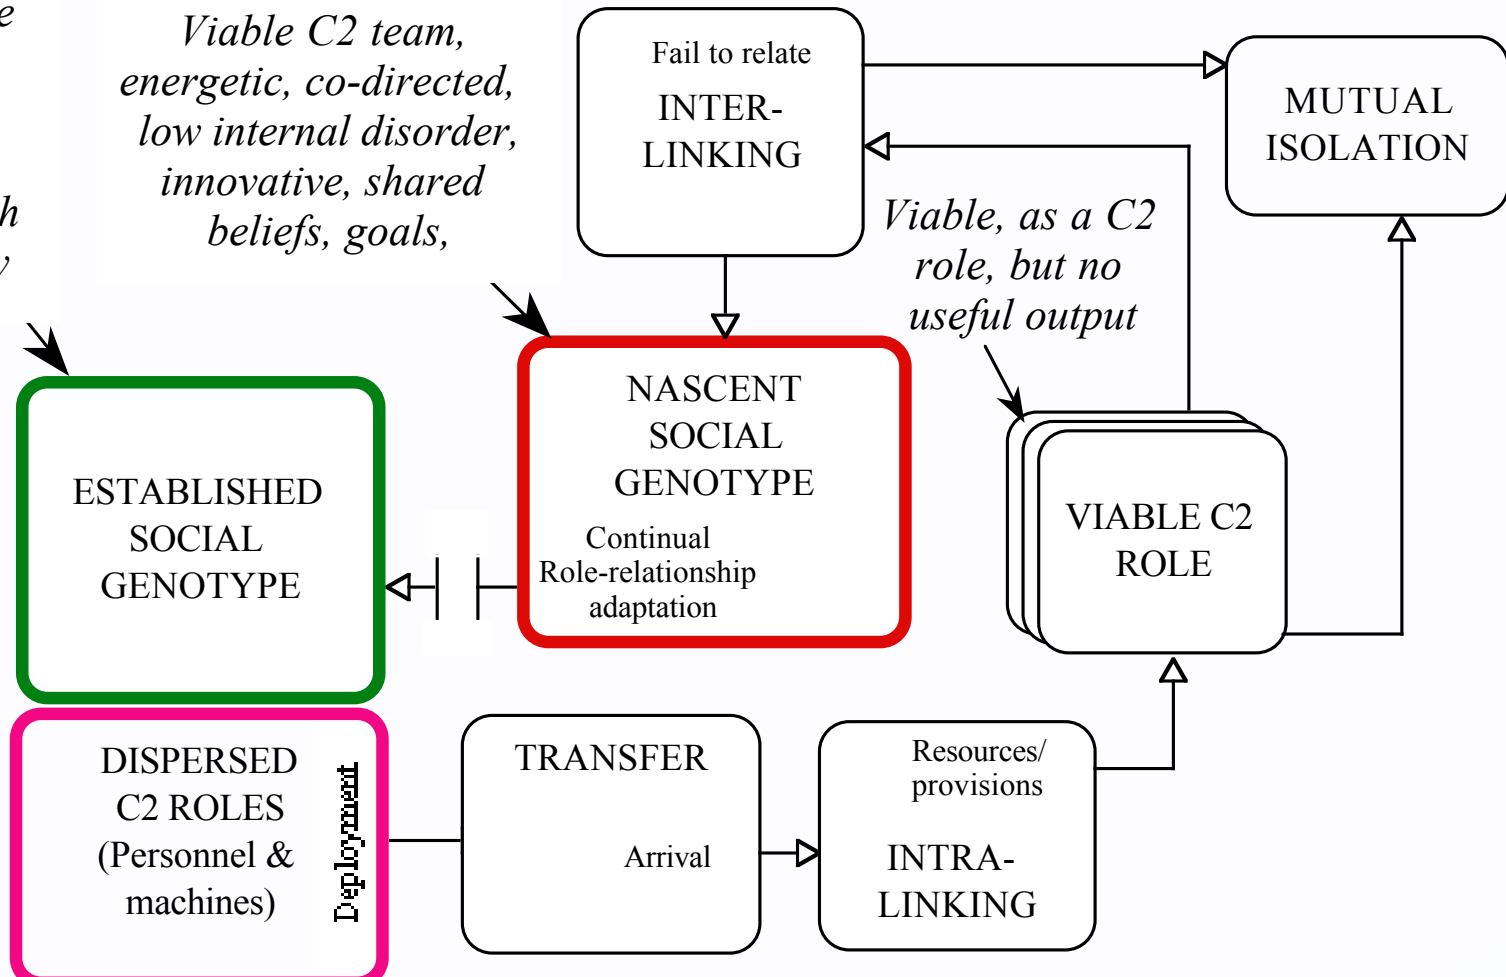 e
h
y
Viable C2 team,
energetic, co-directed,
low internal disorder,
innovative, shared
beliefs, goals,
Fail to relate
INTER-
LINKING
MUTUAL
ISOLATION
Viable, as a C2
role, but no
useful output
NASCENT
SOCIAL
GENOTYPE
Continual
Role-relationship
adaptation
ESTABLISHED
SOCIAL
GENOTYPE
VIABLE C2
ROLE
DISPERSED
C2 ROLES
(Personnel &
machines)
Deployment
TRANSFER
Arrival
Resources/
provisions
INTRA-
LINKING